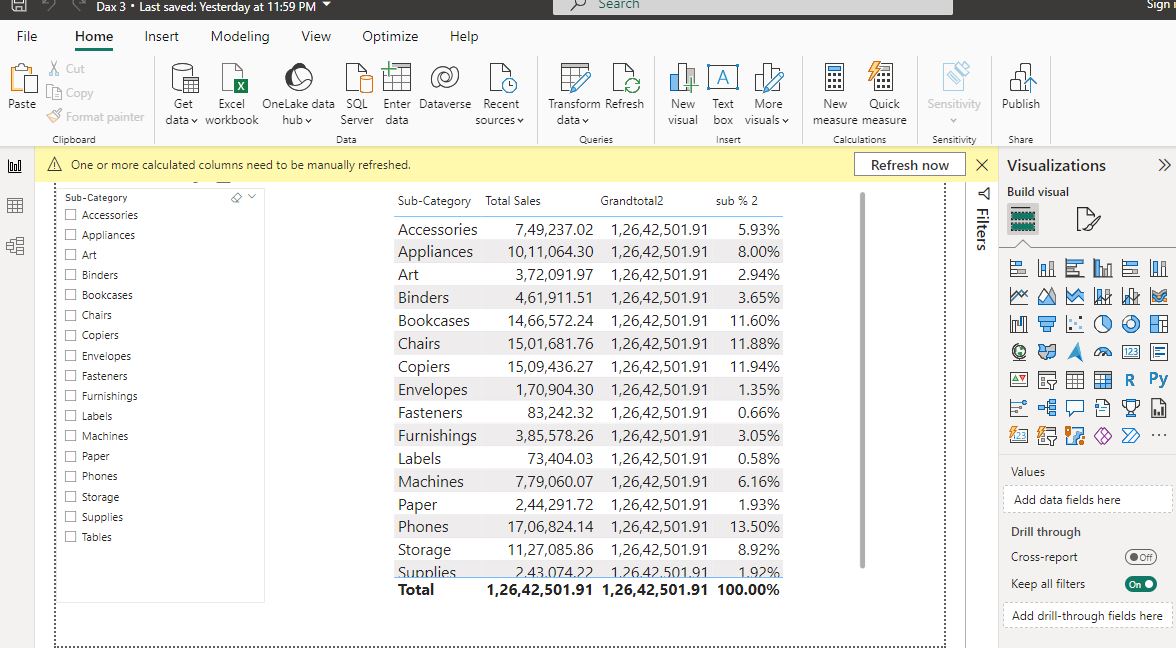 Dax 3 • Last saved: Yesterday at 11:59 PM
Search
Sign i
File Home Insert Modeling View Optimize Help
Paste
Cut
Copy
Format painter
Clipboard
Get data
Excel workbook
OneLake data hub
SQL Server
Enter data
Dataverse
Recent sources
Data
Transform data
Refresh
Queries
New visual
Text box
More visuals
Insert
New measure
Quick measure
Calculations
Sensitivity
Sensitivity
Publish
Share
One or more calculated columns need to be manually refreshed.
Refresh now
Sub-Category
Accessories
Appliances
Art
Binders
Bookcases
Chairs
Copiers
Envelopes
Fasteners
Furnishings
Labels
Machines
Paper
Phones
Storage
Supplies
Tables
Sub-Category Total Sales Grandtotal2 sub % 2
Accessories 7,49,237.02 1,26,42,501.91 5.93%
Appliances 10,11,064.30 1,26,42,501.91 8.00%
Art 3,72,091.97 1,26,42,501.91 2.94%
Binders 4,61,911.51 1,26,42,501.91 3.65%
Bookcases 14,66,572.24 1,26,42,501.91 11.60%
Chairs 15,01,681.76 1,26,42,501.91 11.88%
Copiers 15,09,436.27 1,26,42,501.91 11.94%
Envelopes 1,70,904.30 1,26,42,501.91 1.35%
Fasteners 83,242.32 1,26,42,501.91 0.66%
Furnishings 3,85,578.26 1,26,42,501.91 3.05%
Labels 73,404.03 1,26,42,501.91 0.58%
Machines 7,79,060.07 1,26,42,501.91 6.16%
Paper 2,44,291.72 1,26,42,501.91 1.93%
Phones 17,06,824.14 1,26,42,501.91 13.50%
Storage 11,27,085.86 1,26,42,501.91 8.92%
Supplies 2,43,074.22 1,26,42,501.91 1.92%
Total 1,26,42,501.91 1,26,42,501.91 100.00%
Filters
Visualizations
Build visual
123
R
Py
123
Values
Add data fields here
Drill through
Cross-report
Off
Keep all filters
On
Add drill-through fields here